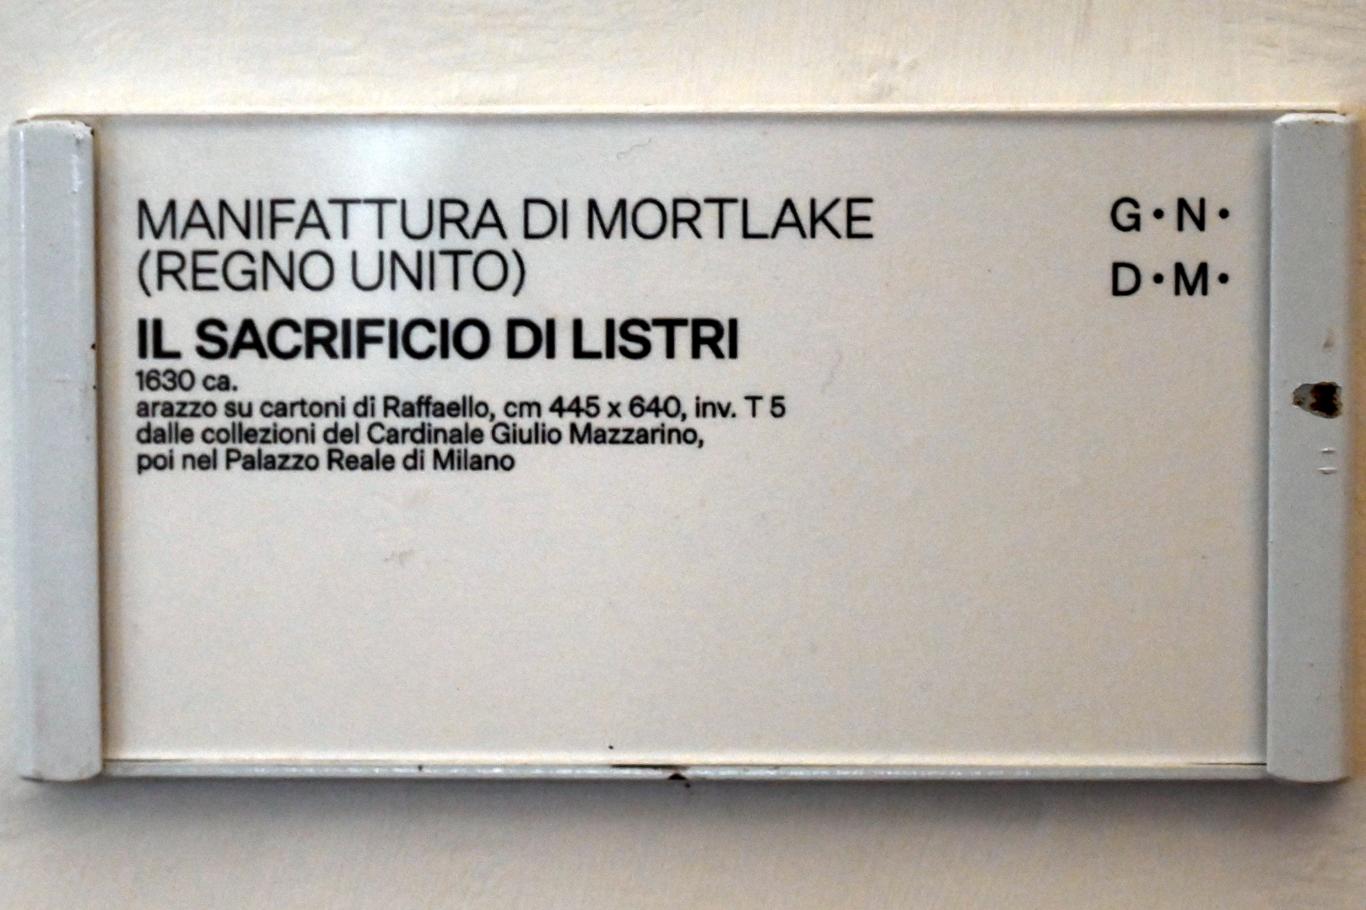 MANIFATTURA DI MORTLAKE
(REGNO UNITO)
IL SACRIFICIO DI LISTRI
1630 ca.
arazzo su cartoni di Raffaello, cm 445 x 640, inv. T 5
dalle collezioni del Cardinale Giulio Mazzarino,
poi nel Palazzo Reale di Milano
G•N•
D•M•